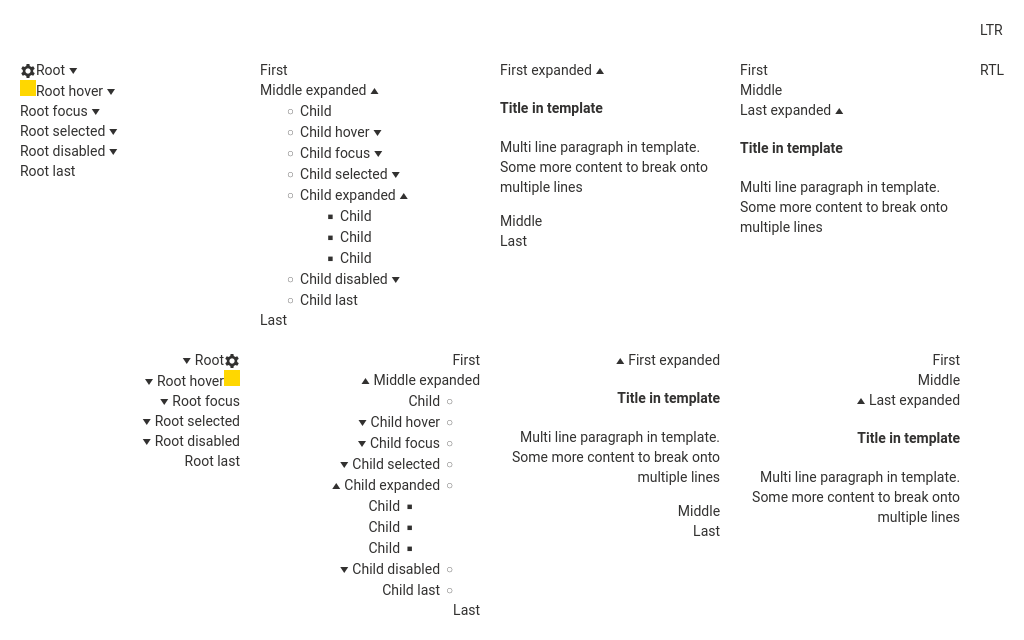 LTR
Root
Root hover
Root focus
Root selected
Root disabled
Root last
First
Middle expanded
Child
Child hover
Child focus
Child selected
Child expanded
Child
Child
Child
Child disabled
Child last
Last
First expanded
Title in template
Multi line paragraph in template.
Some more content to break onto
multiple lines
Middle
Last
First
Middle
Last expanded
Title in template
Multi line paragraph in template.
Some more content to break onto
multiple lines
RTL
Root
Root hover
Root focus
Root selected
Root disabled
Root last
First
Middle expanded
Child
Child hover
Child focus
Child selected
Child expanded
Child
Child
Child
Child disabled
Child last
Last
First expanded
Title in template
Multi line paragraph in template.
Some more content to break onto
multiple lines
Middle
Last
First
Middle
Last expanded
Title in template
Multi line paragraph in template.
Some more content to break onto
multiple lines